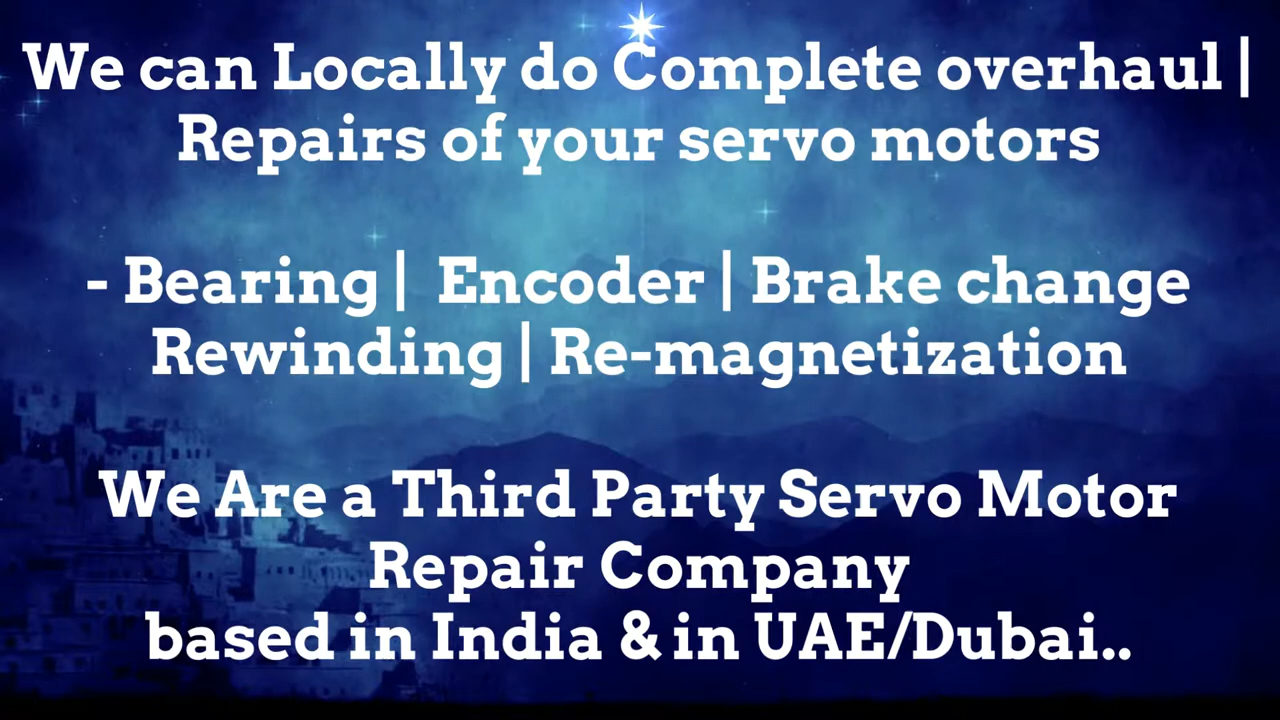 We can Locally do Complete overhaul |
Repairs of your servo motors
- Bearing | Encoder | Brake change
Rewinding | Re-magnetization
We Are a Third Party Servo Motor
Repair Company
based in India & in UAE/Dubai..